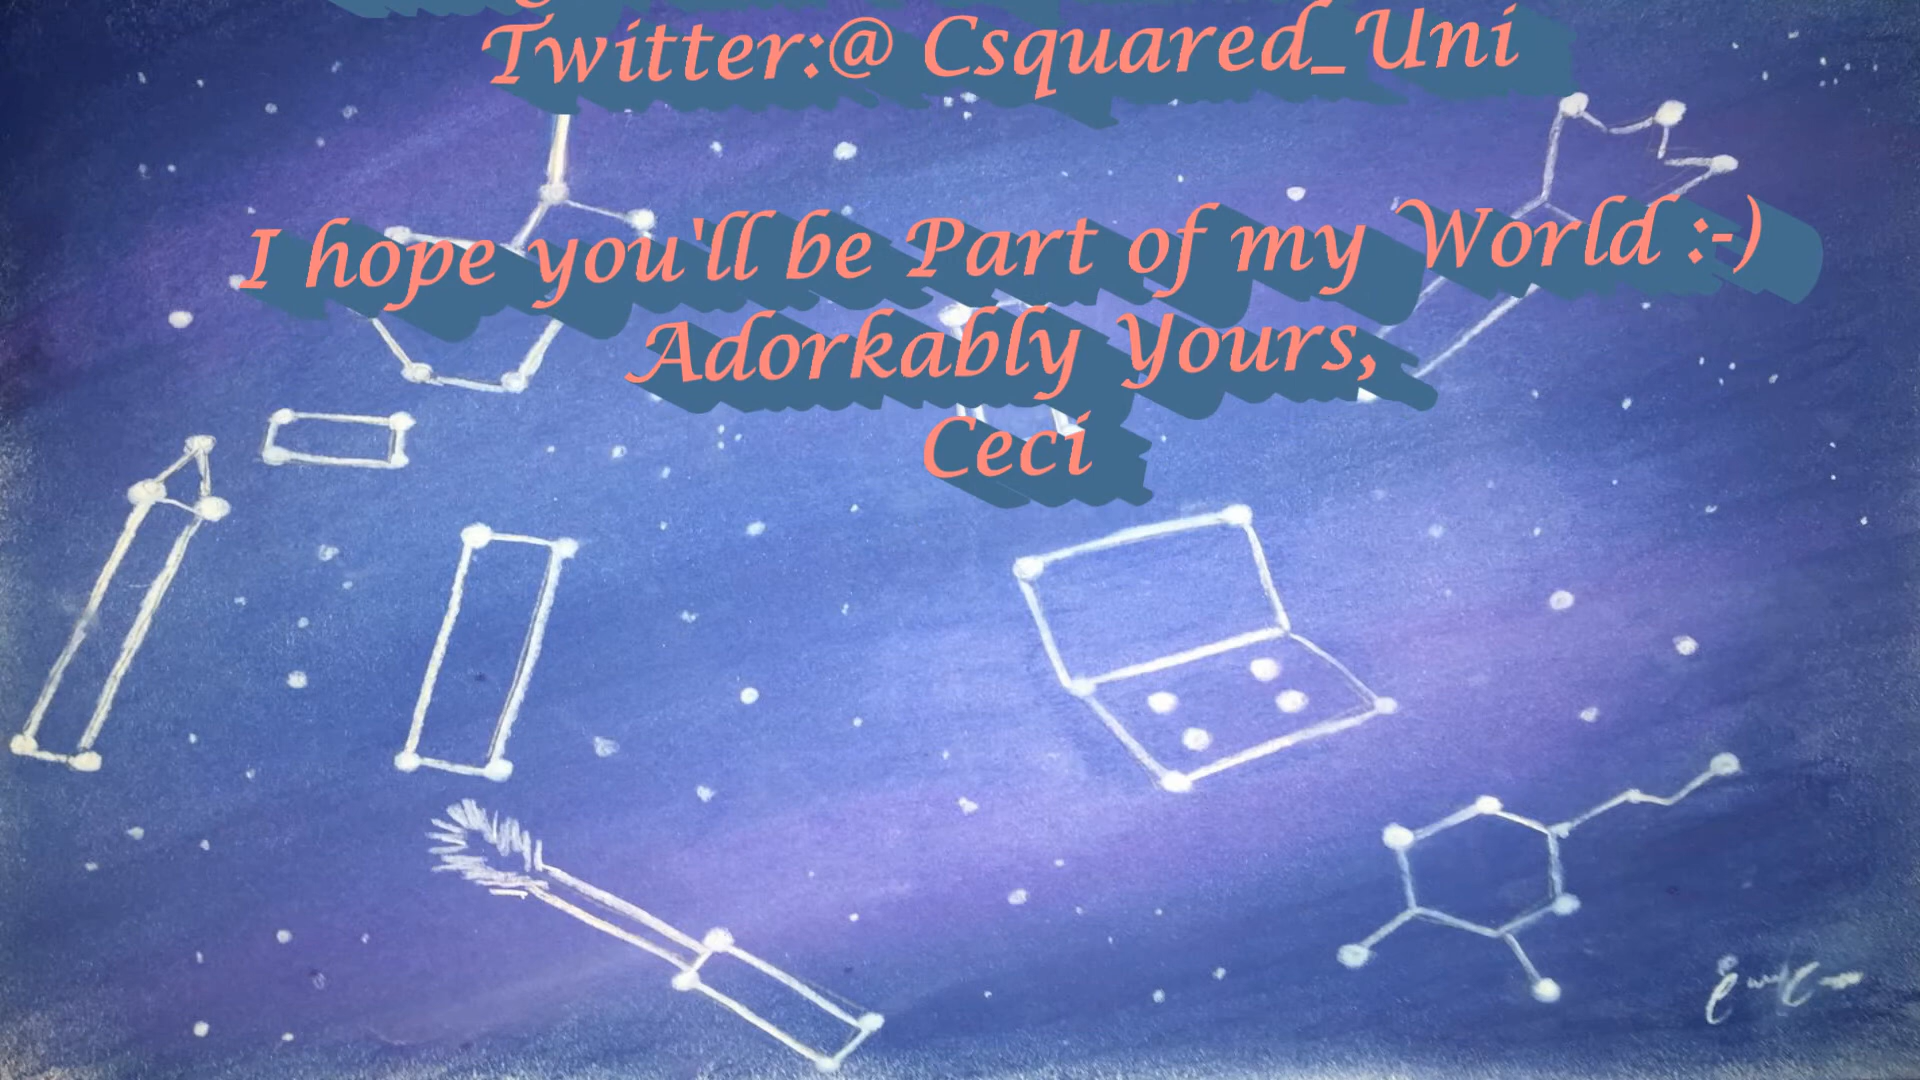 Twitter:@ Csquared_Uni
I hope you'll be Part of my World :-)
Adorkably Yours,
Ceci